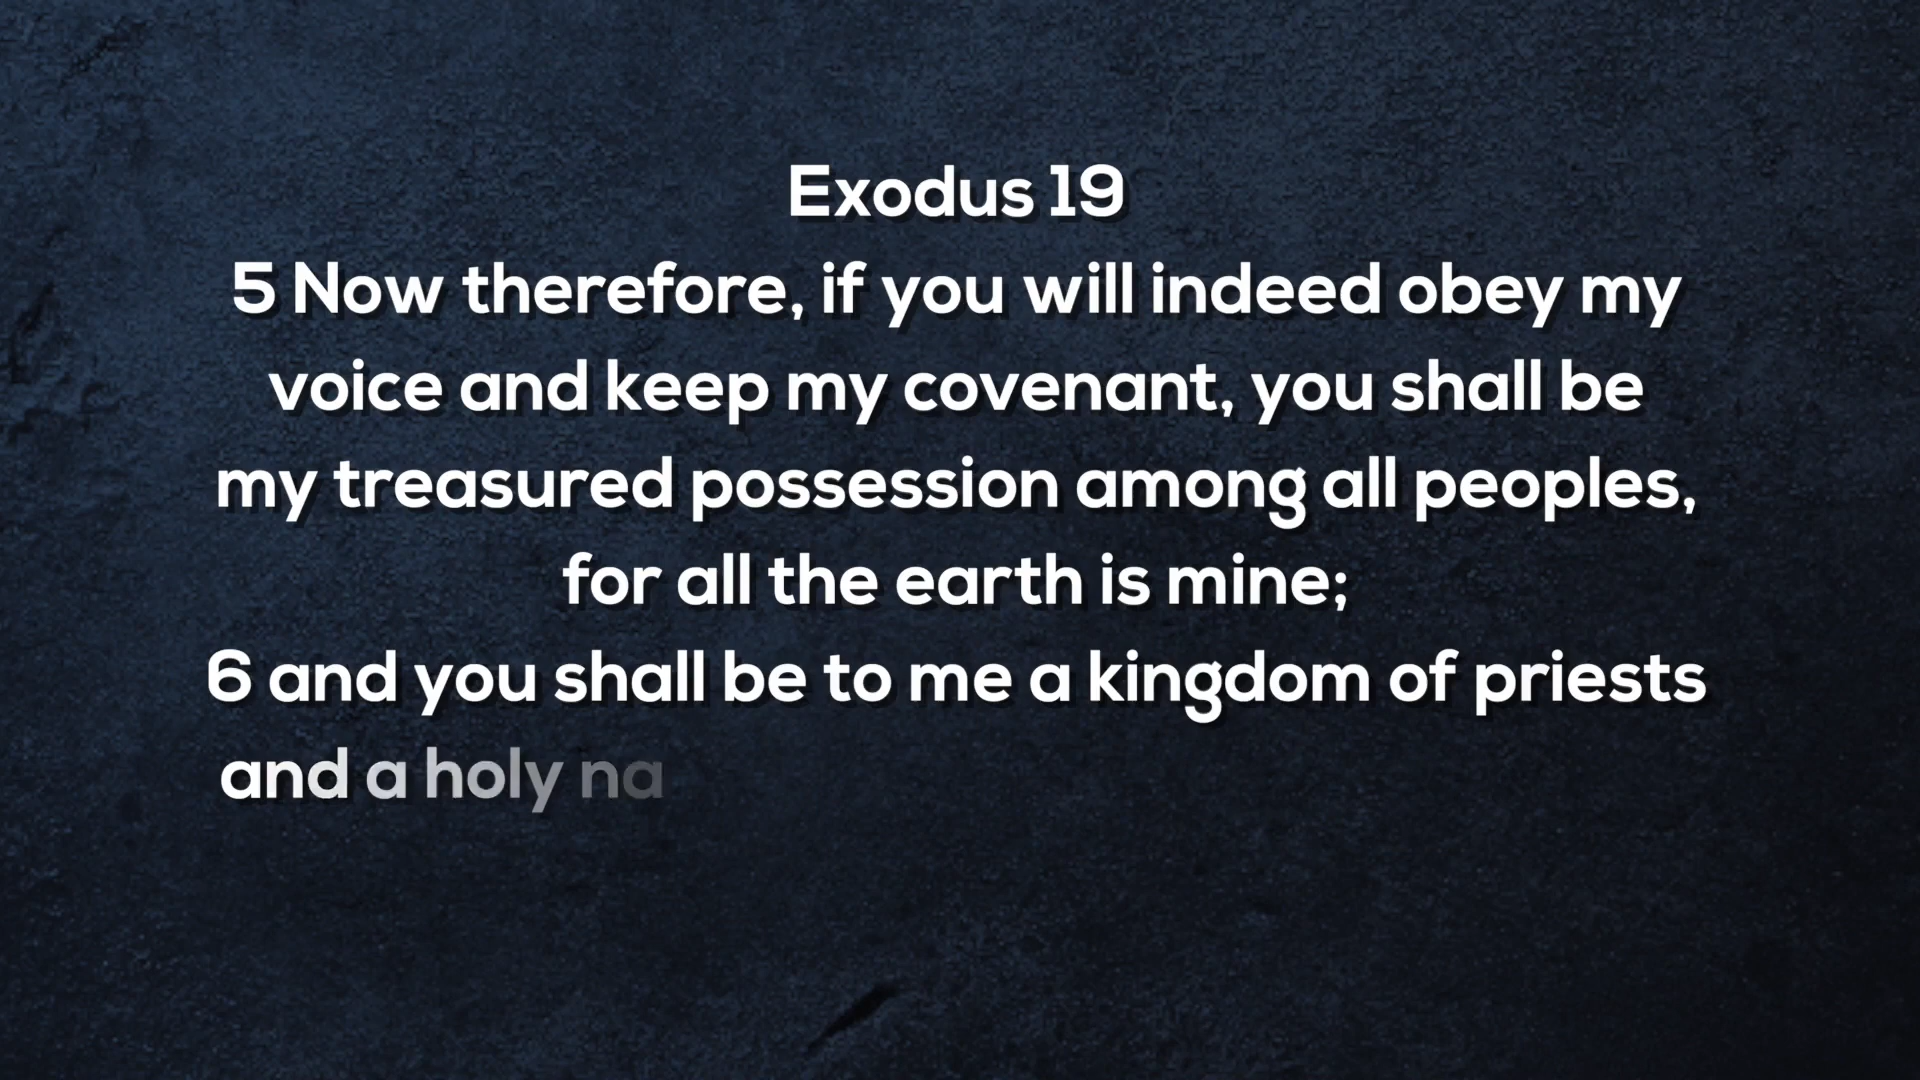 Exodus 19
5 Now therefore, if you will indeed obey my
voice and keep my covenant, you shall be
my treasured possession among all peoples,
for all the earth is mine;
6 and you shall be to me a kingdom of priests
and a holy na